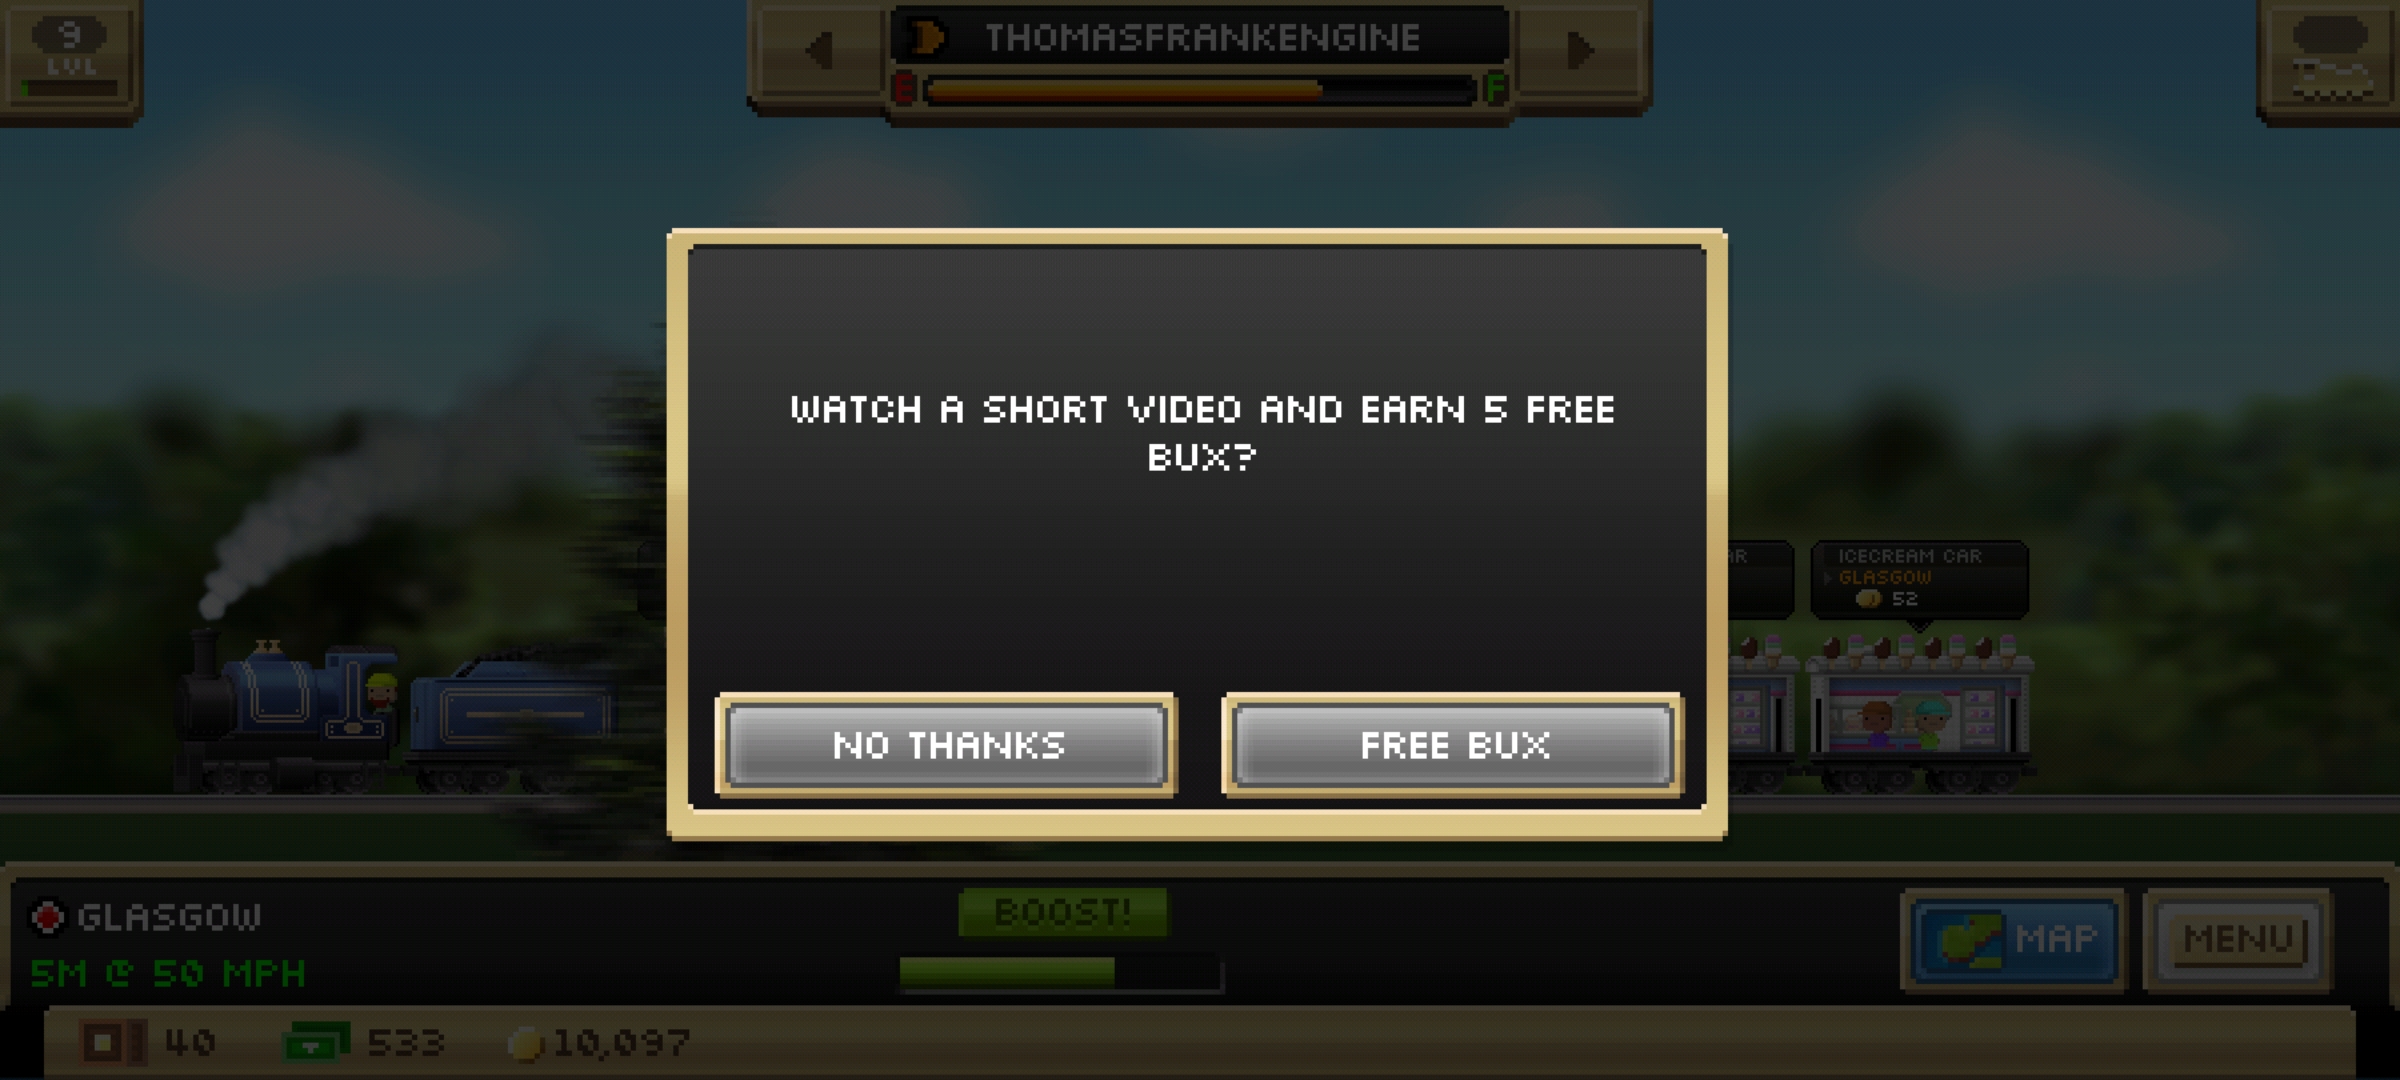 9
LVL
THOMASFRANKENGINE
E
F
WATCH A SHORT VIDEO AND EARN 5 FREE
BUX?
NO THANKS
FREE BUX
ICECREAM CAR
GLASGOW
52
GLASGOW
5M @ 50 MPH
BOOST!
MAP
MENU
40
533
10,097